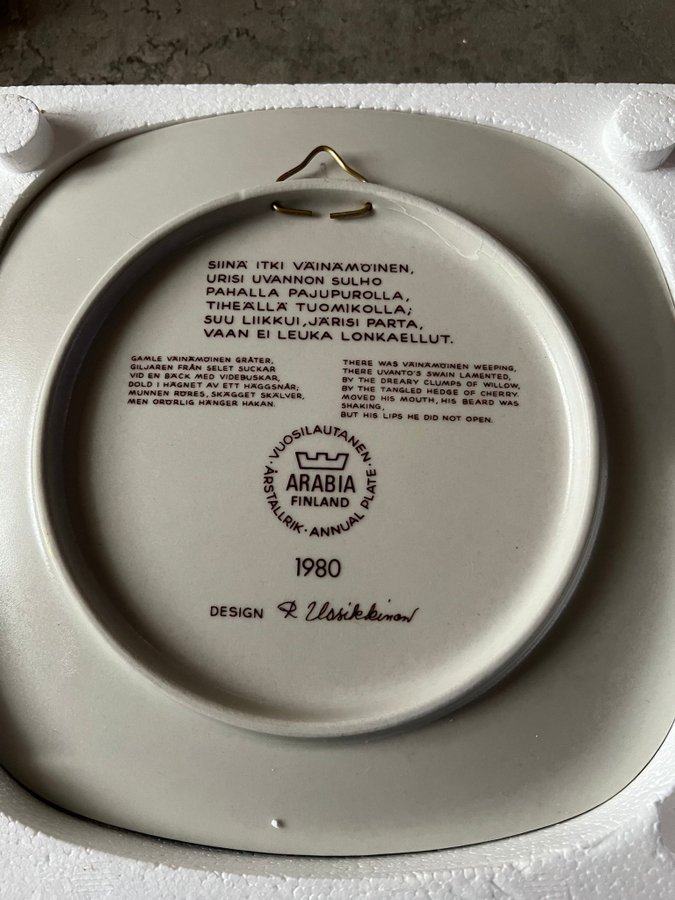 SIINÄ ITKI VÄINÄMÖINEN,
URISI UVANNON SULHO
PAHALLA PAJUPUROLLA,
TIHEÄLLÄ TUOMIKOLLA;
SUU LIIKKUI, JÄRISI PARTA,
VAAN EI LEUKA LONKAELLUT.
GAMLE VÄINÄMÖINEN GRÅTER,
GILJAREN FRÅN SELET SUCKAR
VID EN BÄCK MED VIDEBUSKAR,
DOLD I HÄGNET AV ETT HÄGGSNÅR;
MUNNEN RÖRES, SKÄGGET SKÄLVER,
MEN ORÖRLIG HÄNGER HAKAN.
THERE WAS VÄINÄMÖINEN WEEPING,
THERE UVANTO'S SWAIN LAMENTED,
BY THE DREARY CLUMPS OF WILLOW,
BY THE TANGLED HEDGE OF CHERRY.
MOVED HIS MOUTH, HIS BEARD WAS
SHAKING,
BUT HIS LIPS HE DID NOT OPEN.
· VUOSILAUTANEN ·
ARABIA
FINLAND
ÅRSTALLRIK · ANNUAL PLATE
1980
DESIGN R Uosikkinen